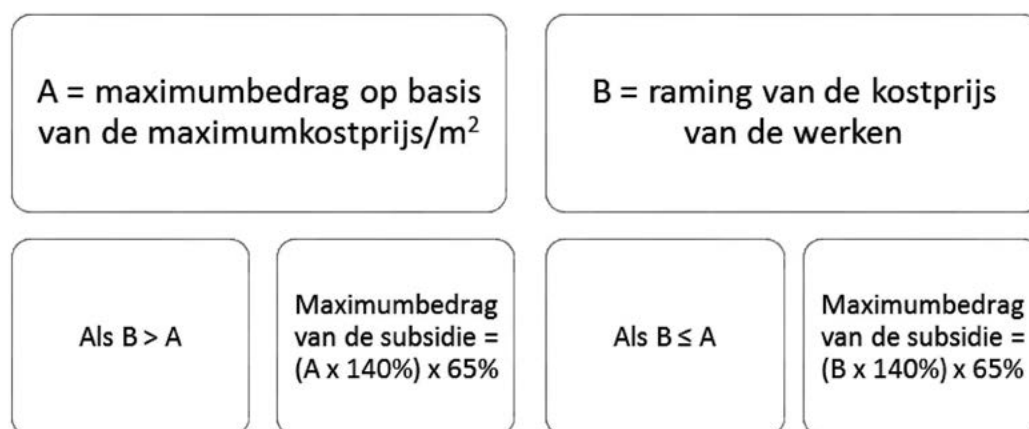 A = maximumbedrag op basis
van de maximumkostprijs/m²
B = raming van de kostprijs
van de werken
Als B > A
Maximumbedrag
van de subsidie =
(A x 140%) x 65%
Als B ≤ A
Maximumbedrag
van de subsidie =
(B x 140%) x 65%